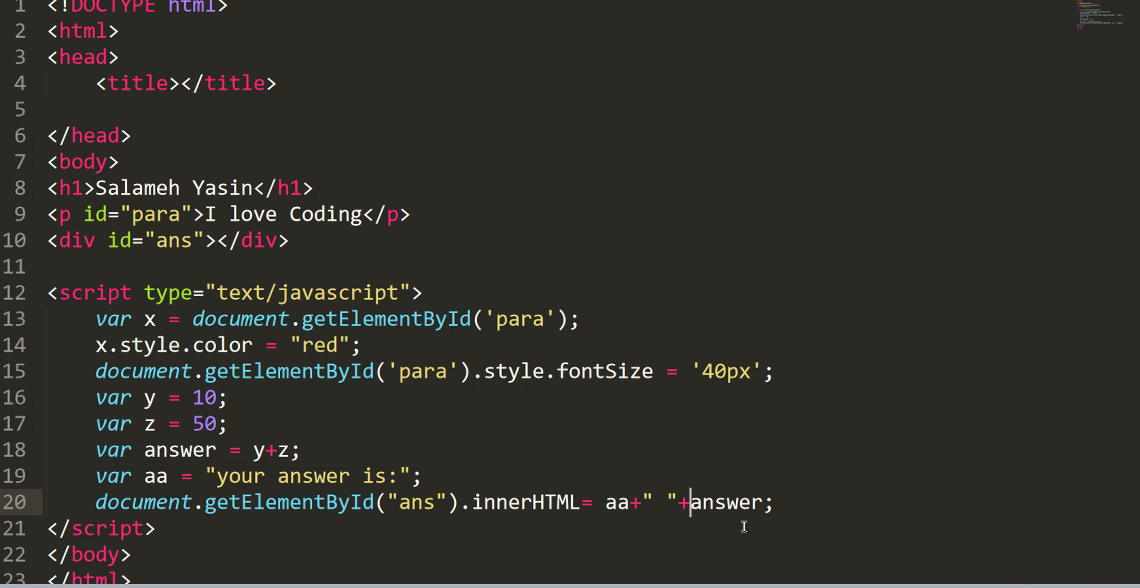 1 <!DOCTYPE html>
2 <html>
3 <head>
4     <title></title>
5
6 </head>
7 <body>
8 <h1>Salameh Yasin</h1>
9 <p id="para">I love Coding</p>
10 <div id="ans"></div>
11
12 <script type="text/javascript">
13     var x = document.getElementById('para');
14     x.style.color = "red";
15     document.getElementById('para').style.fontSize = '40px';
16     var y = 10;
17     var z = 50;
18     var answer = y+z;
19     var aa = "your answer is:";
20     document.getElementById("ans").innerHTML= aa+" "+answer;
21 </script>
22 </body>
23 </html>